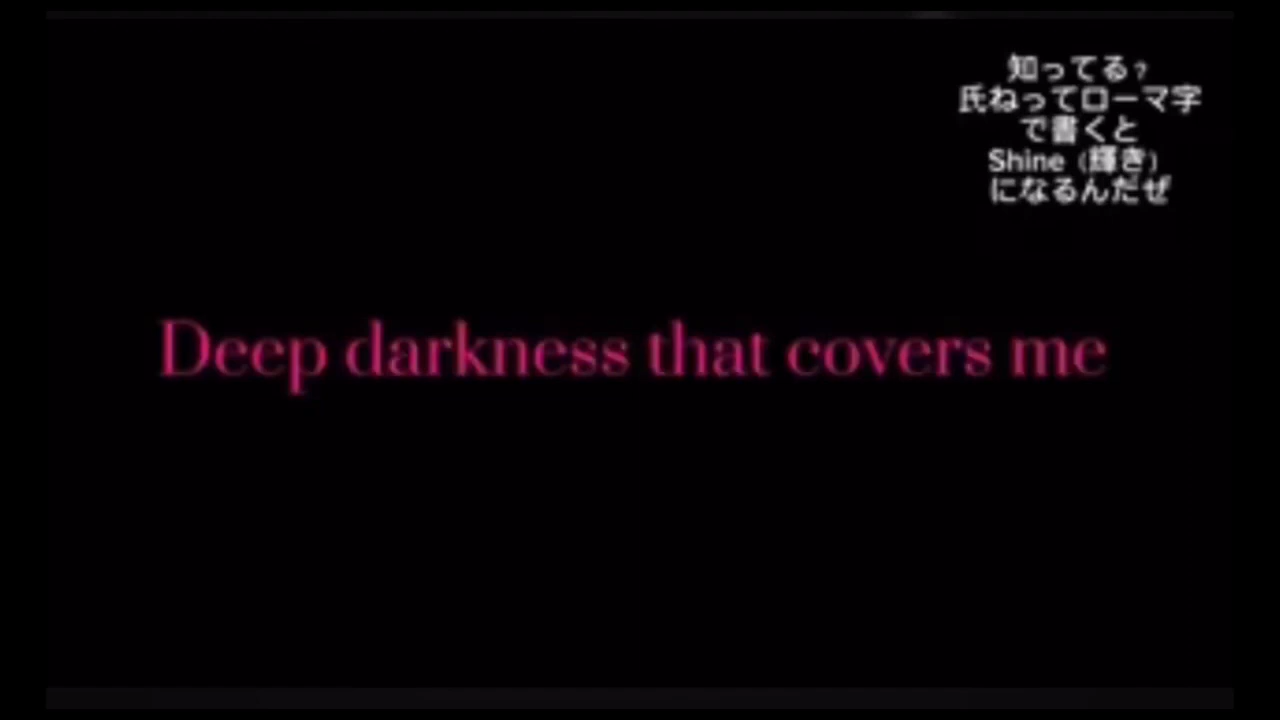 知ってる?
氏ねってローマ字
で書くと
Shine (輝き)
になるんだぜ
Deep darkness that covers me